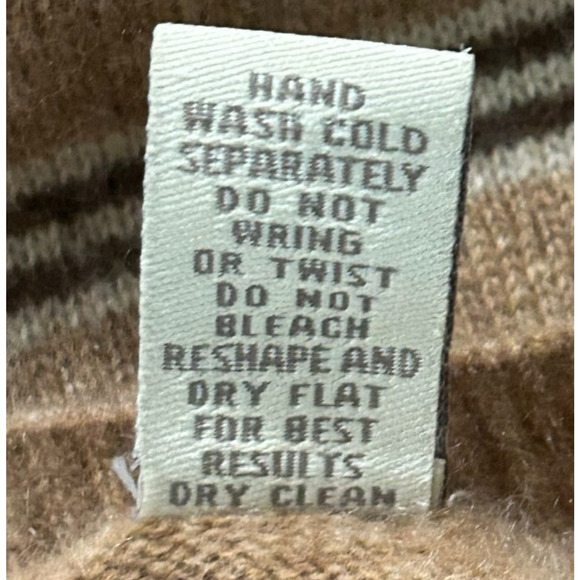 HAND
WASH COLD
SEPARATELY
DO NOT
WRING
OR TWIST
DO NOT
BLEACH
RESHAPE AND
DRY FLAT
FOR BEST
RESULTS
DRY CLEAN